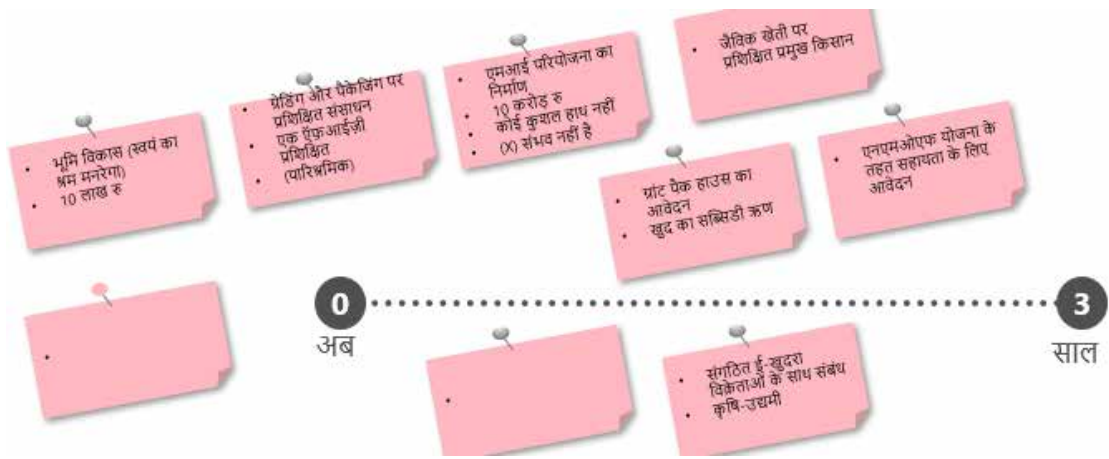 जैविक खेती पर
प्रशिक्षित प्रमुख किसान
एमआई परियोजना का
निर्माण
10 करोड़ रु
कोई कुशल हाथ नहीं
(X) संभव नहीं है
ग्रेडिंग और पैकेजिंग पर
प्रशिक्षित संसाधन
एक ऍफ़आईज़ी
प्रशिक्षित
(पारिश्रमिक)
भूमि विकास (स्वयं का
श्रम मनरेगा)
10 लाख रु
एनएमओएफ योजना के
तहत सहायता के लिए
आवेदन
ग्रांट पैक हाउस का
आवेदन
खुद का सब्सिडी ऋण
0
3
अब
साल
संगठित ई-खुदरा
विक्रेताओं के साथ संबंध
कृषि-उद्यमी